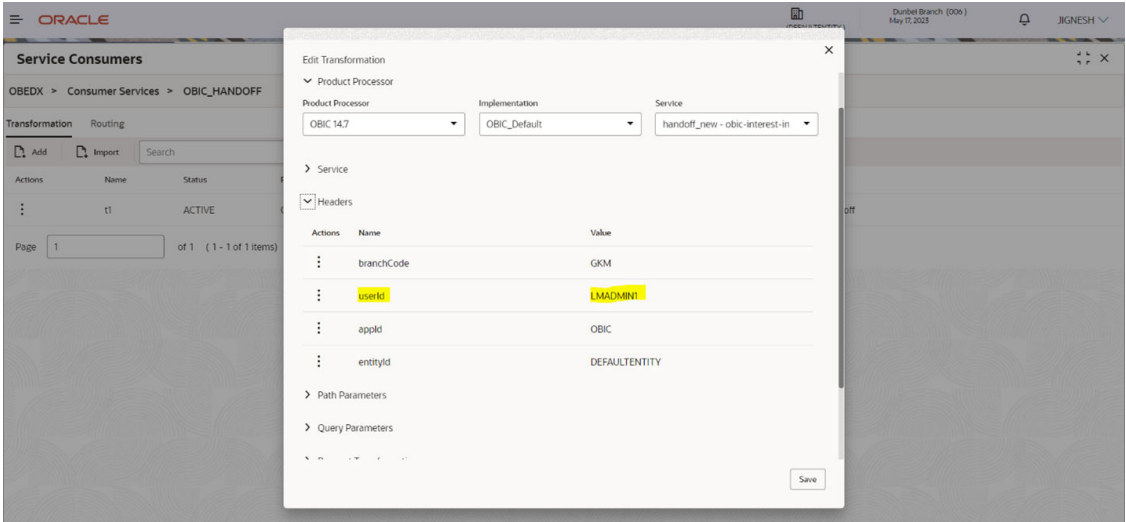 ORACLE
(DEFAULTENTITY)
Dunbel Branch (006)
May 17, 2023
JIGNESH
Service Consumers
OBEDX > Consumer Services > OBIC_HANDOFF
Transformation Routing
Add Import Search
Actions Name Status
t1 ACTIVE
off
Page 1 of 1 (1 - 1 of 1 items)
Edit Transformation
Product Processor
Product Processor Implementation Service
OBIC 14.7 OBIC_Default handoff_new - obic-interest-in
Service
Headers
Actions Name Value
branchCode GKM
userId LMADMIN1
appId OBIC
entityId DEFAULTENTITY
Path Parameters
Query Parameters
Save